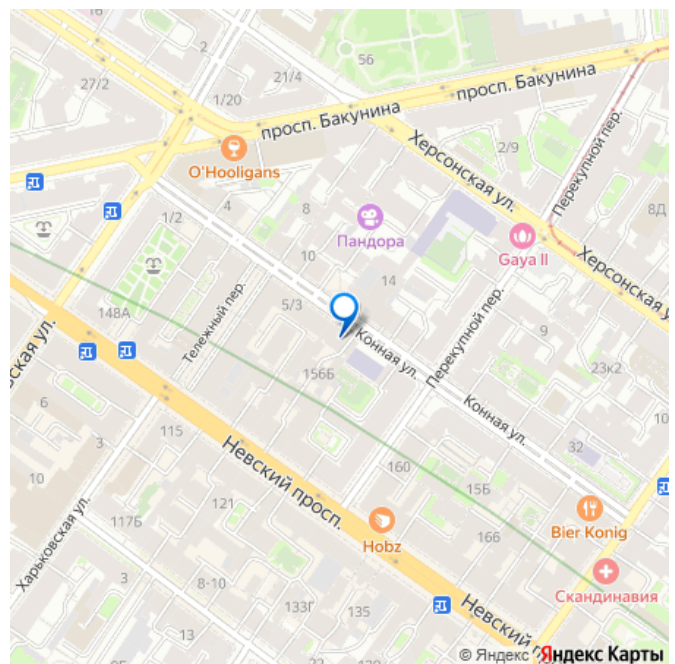 16
2
56
27/2
21/4
1/20
просп. Бакунина
просп. Бакунина
O'Hooligans
Херсонская ул.
2/9
Перекупной пер.
8Д
1/2
4
8
Пандора
Gaya II
Херсонская у
10
14
148А
5/3
Тележный пер.
Перекупной пер.
9
ская ул.
Конная ул.
156Б
23к2
6
3
115
Невский просп.
Конная ул.
10
32
10
121
160
15Б
117Б
Харьковская ул.
Hobz
166
Bier Konig
3
8-10
Скандинавия
133Г
135
Невский
13
9Б
© Яндекс Яндекс Карты